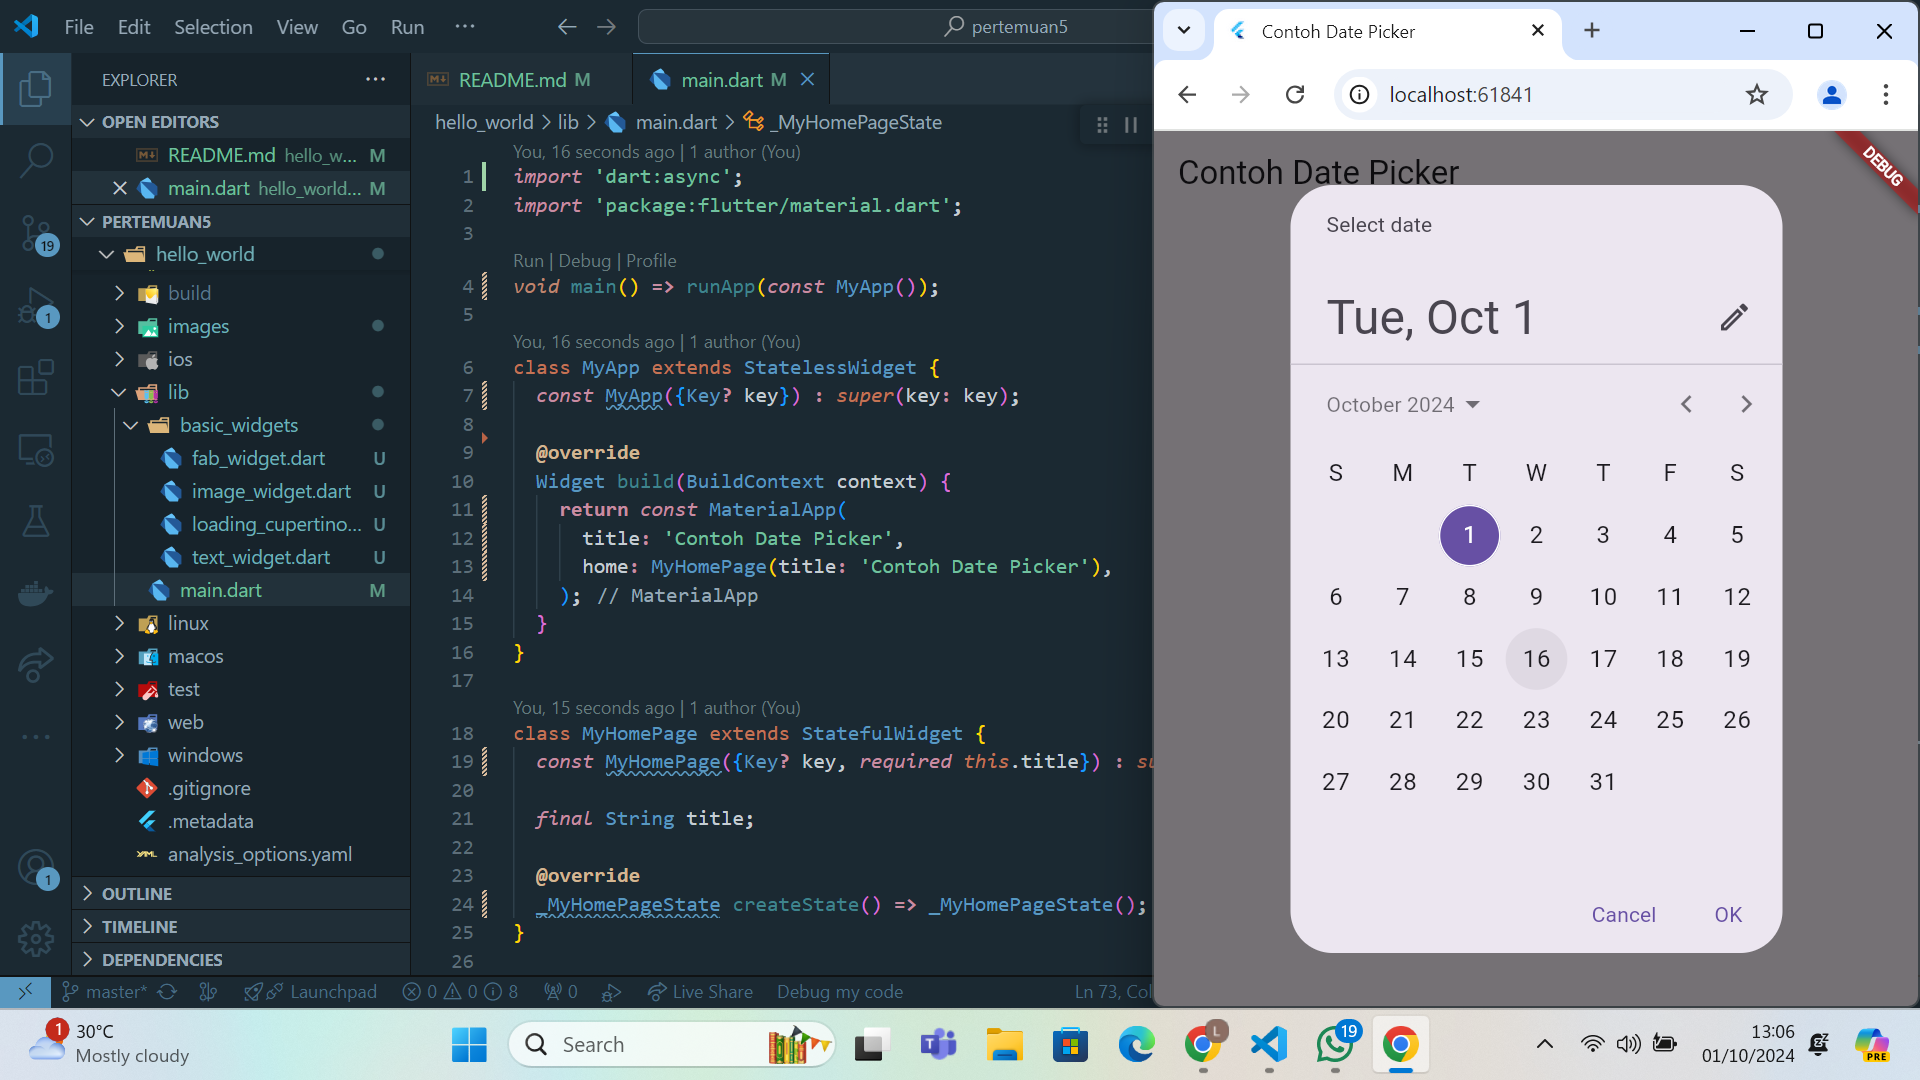 File Edit Selection View Go Run ... pertemuan5
EXPLORER ...
OPEN EDITORS
README.md hello_w... M
main.dart hello_world... M
PERTEMUAN5
hello_world
build
images
ios
lib
basic_widgets
fab_widget.dart U
image_widget.dart U
loading_cupertino... U
text_widget.dart U
main.dart M
linux
macos
test
web
windows
.gitignore
.metadata
analysis_options.yaml
OUTLINE
TIMELINE
DEPENDENCIES
19
1
1
README.md M main.dart M
hello_world > lib > main.dart > _MyHomePageState
You, 16 seconds ago | 1 author (You)
1 import 'dart:async';
2 import 'package:flutter/material.dart';
3
Run | Debug | Profile
4 void main() => runApp(const MyApp());
5
You, 16 seconds ago | 1 author (You)
6 class MyApp extends StatelessWidget {
7 const MyApp({Key? key}) : super(key: key);
8
9 @override
10 Widget build(BuildContext context) {
11 return const MaterialApp(
12 title: 'Contoh Date Picker',
13 home: MyHomePage(title: 'Contoh Date Picker'),
14 ); // MaterialApp
15 }
16 }
17
You, 15 seconds ago | 1 author (You)
18 class MyHomePage extends StatefulWidget {
19 const MyHomePage({Key? key, required this.title}) : su
20
21 final String title;
22
23 @override
24 _MyHomePageState createState() => _MyHomePageState();
25 }
26
master* Launchpad 0 0 8 0 Live Share Debug my code Ln 73, Col
Contoh Date Picker
localhost:61841
DEBUG
Contoh Date Picker
Select date
Tue, Oct 1
October 2024
S M T W T F S
1 2 3 4 5
6 7 8 9 10 11 12
13 14 15 16 17 18 19
20 21 22 23 24 25 26
27 28 29 30 31
Cancel OK
1 30°C
Mostly cloudy
Search
L
19
13:06
01/10/2024
PRE